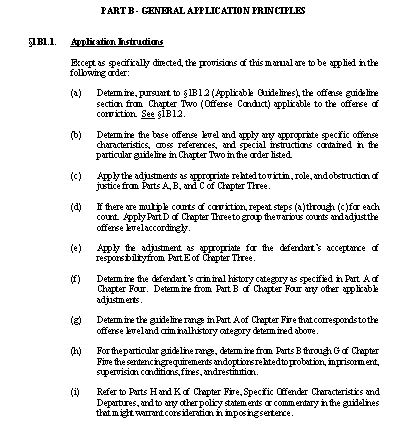 PART B - GENERAL APPLICATION PRINCIPLES
§1B1.1. Application Instructions
Except as specifically directed, the provisions of this manual are to be applied in the
following order:
(a) Determine, pursuant to §1B1.2 (Applicable Guidelines), the offense guideline
section from Chapter Two (Offense Conduct) applicable to the offense of
conviction. See §1B1.2.
(b) Determine the base offense level and apply any appropriate specific offense
characteristics, cross references, and special instructions contained in the
particular guideline in Chapter Two in the order listed.
(c) Apply the adjustments as appropriate related to victim, role, and obstruction of
justice from Parts A, B, and C of Chapter Three.
(d) If there are multiple counts of conviction, repeat steps (a) through (c) for each
count. Apply Part D of Chapter Three to group the various counts and adjust the
offense level accordingly.
(e) Apply the adjustment as appropriate for the defendant's acceptance of
responsibility from Part E of Chapter Three.
(f) Determine the defendant's criminal history category as specified in Part A of
Chapter Four. Determine from Part B of Chapter Four any other applicable
adjustments.
(g) Determine the guideline range in Part A of Chapter Five that corresponds to the
offense level and criminal history category determined above.
(h) For the particular guideline range, determine from Parts B through G of Chapter
Five the sentencing requirements and options related to probation, imprisonment,
supervision conditions, fines, and restitution.
(i) Refer to Parts H and K of Chapter Five, Specific Offender Characteristics and
Departures, and to any other policy statements or commentary in the guidelines
that might warrant consideration in imposing sentence.